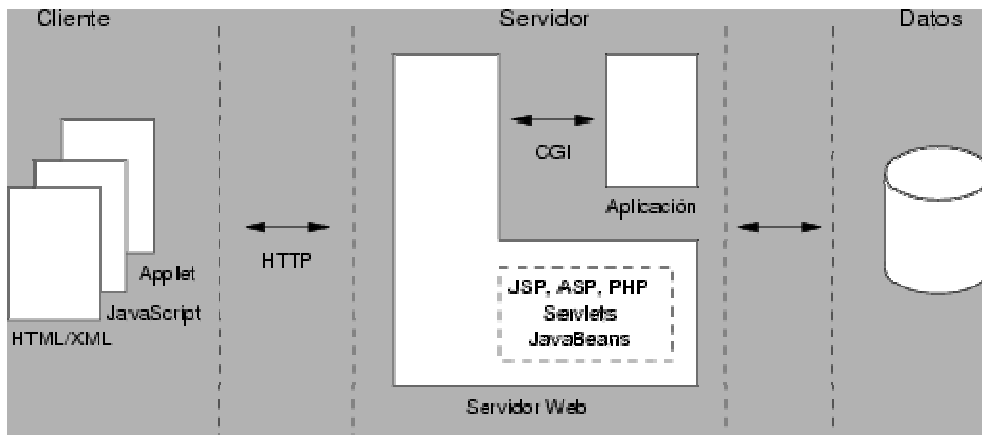 Cliente
Servidor
Datos
CGI
Aplicación
HTTP
Applet
JavaScript
HTML/XML
JSP, ASP, PHP
Servlets
JavaBeans
Servidor Web